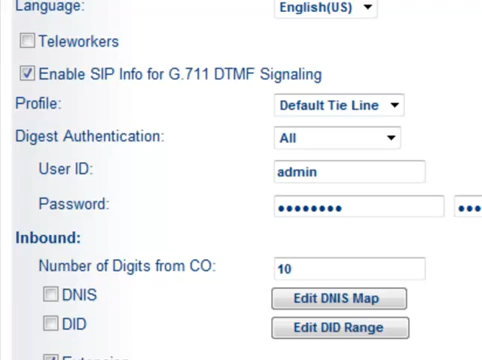 Language: English(US)
Teleworkers
Enable SIP Info for G.711 DTMF Signaling
Profile: Default Tie Line
Digest Authentication: All
User ID: admin
Password: ●●●●●●●● ●●●
Inbound:
Number of Digits from CO: 10
DNIS Edit DNIS Map
DID Edit DID Range
Extension